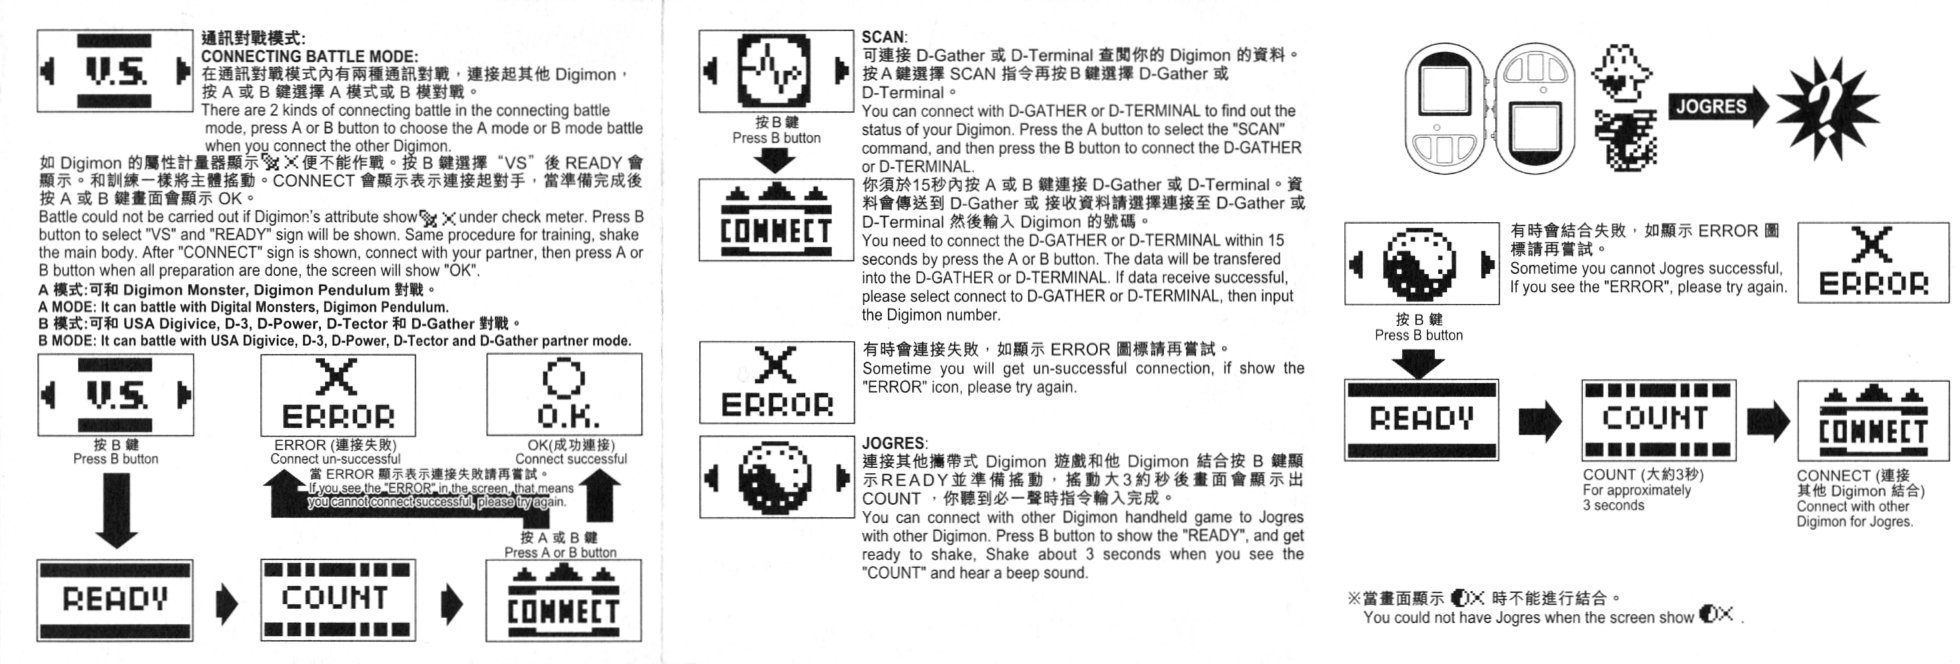 V.S.
通訊對戰模式:
CONNECTING BATTLE MODE:
在通訊對戰模式內有兩種通訊對戰，連接起其他 Digimon，
按 A 或 B 鍵選擇 A 模式或 B 模對戰。
There are 2 kinds of connecting battle in the connecting battle
mode, press A or B button to choose the A mode or B mode battle
when you connect the other Digimon.
如 Digimon 的屬性計量器顯示 便不能作戰。按 B 鍵選擇 “VS” 後 READY 會
顯示。和訓練一樣將主體搖動。CONNECT 會顯示表示連接起對手，當準備完成後
按 A 或 B 鍵畫面會顯示 OK。
Battle could not be carried out if Digimon's attribute show under check meter. Press B
button to select "VS" and "READY" sign will be shown. Same procedure for training, shake
the main body. After "CONNECT" sign is shown, connect with your partner, then press A or
B button when all preparation are done, the screen will show "OK".
A 模式:可和 Digimon Monster, Digimon Pendulum 對戰。
A MODE: It can battle with Digital Monsters, Digimon Pendulum.
B 模式:可和 USA Digivice, D-3, D-Power, D-Tector 和 D-Gather 對戰。
B MODE: It can battle with USA Digivice, D-3, D-Power, D-Tector and D-Gather partner mode.
V.S.
按 B 鍵
Press B button
ERROR
ERROR (連接失敗)
Connect un-successful
O.K.
OK(成功連接)
Connect successful
當 ERROR 顯示表示連接失敗請再嘗試。
If you see the "ERROR" in the screen, that means
you cannot connect successful, please try again.
按 A 或 B 鍵
Press A or B button
READY
COUNT
CONNECT
SCAN:
可連接 D-Gather 或 D-Terminal 查閱你的 Digimon 的資料。
按 A 鍵選擇 SCAN 指令再按 B 鍵選擇 D-Gather 或
D-Terminal。
You can connect with D-GATHER or D-TERMINAL to find out the
status of your Digimon. Press the A button to select the "SCAN"
command, and then press the B button to connect the D-GATHER
or D-TERMINAL.
按 B 鍵
Press B button
CONNECT
你須於15秒內按 A 或 B 鍵連接 D-Gather 或 D-Terminal。資
料會傳送到 D-Gather 或 接收資料請選擇連接至 D-Gather 或
D-Terminal 然後輸入 Digimon 的號碼。
You need to connect the D-GATHER or D-TERMINAL within 15
seconds by press the A or B button. The data will be transfered
into the D-GATHER or D-TERMINAL. If data receive successful,
please select connect to D-GATHER or D-TERMINAL, then input
the Digimon number.
ERROR
有時會連接失敗，如顯示 ERROR 圖標請再嘗試。
Sometime you will get un-successful connection, if show the
"ERROR" icon, please try again.
JOGRES:
連接其他攜帶式 Digimon 遊戲和他 Digimon 結合按 B 鍵顯
示READY並準備搖動，搖動大3約秒後畫面會顯示出
COUNT ，你聽到必一聲時指令輸入完成。
You can connect with other Digimon handheld game to Jogres
with other Digimon. Press B button to show the "READY", and get
ready to shake, Shake about 3 seconds when you see the
"COUNT" and hear a beep sound.
JOGRES
?
有時會結合失敗，如顯示 ERROR 圖
標請再嘗試。
Sometime you cannot Jogres successful,
If you see the "ERROR", please try again.
ERROR
按 B 鍵
Press B button
READY
COUNT
CONNECT
COUNT (大約3秒)
For approximately
3 seconds
CONNECT (連接
其他 Digimon 結合)
Connect with other
Digimon for Jogres.
※當畫面顯示 時不能進行結合。
You could not have Jogres when the screen show .